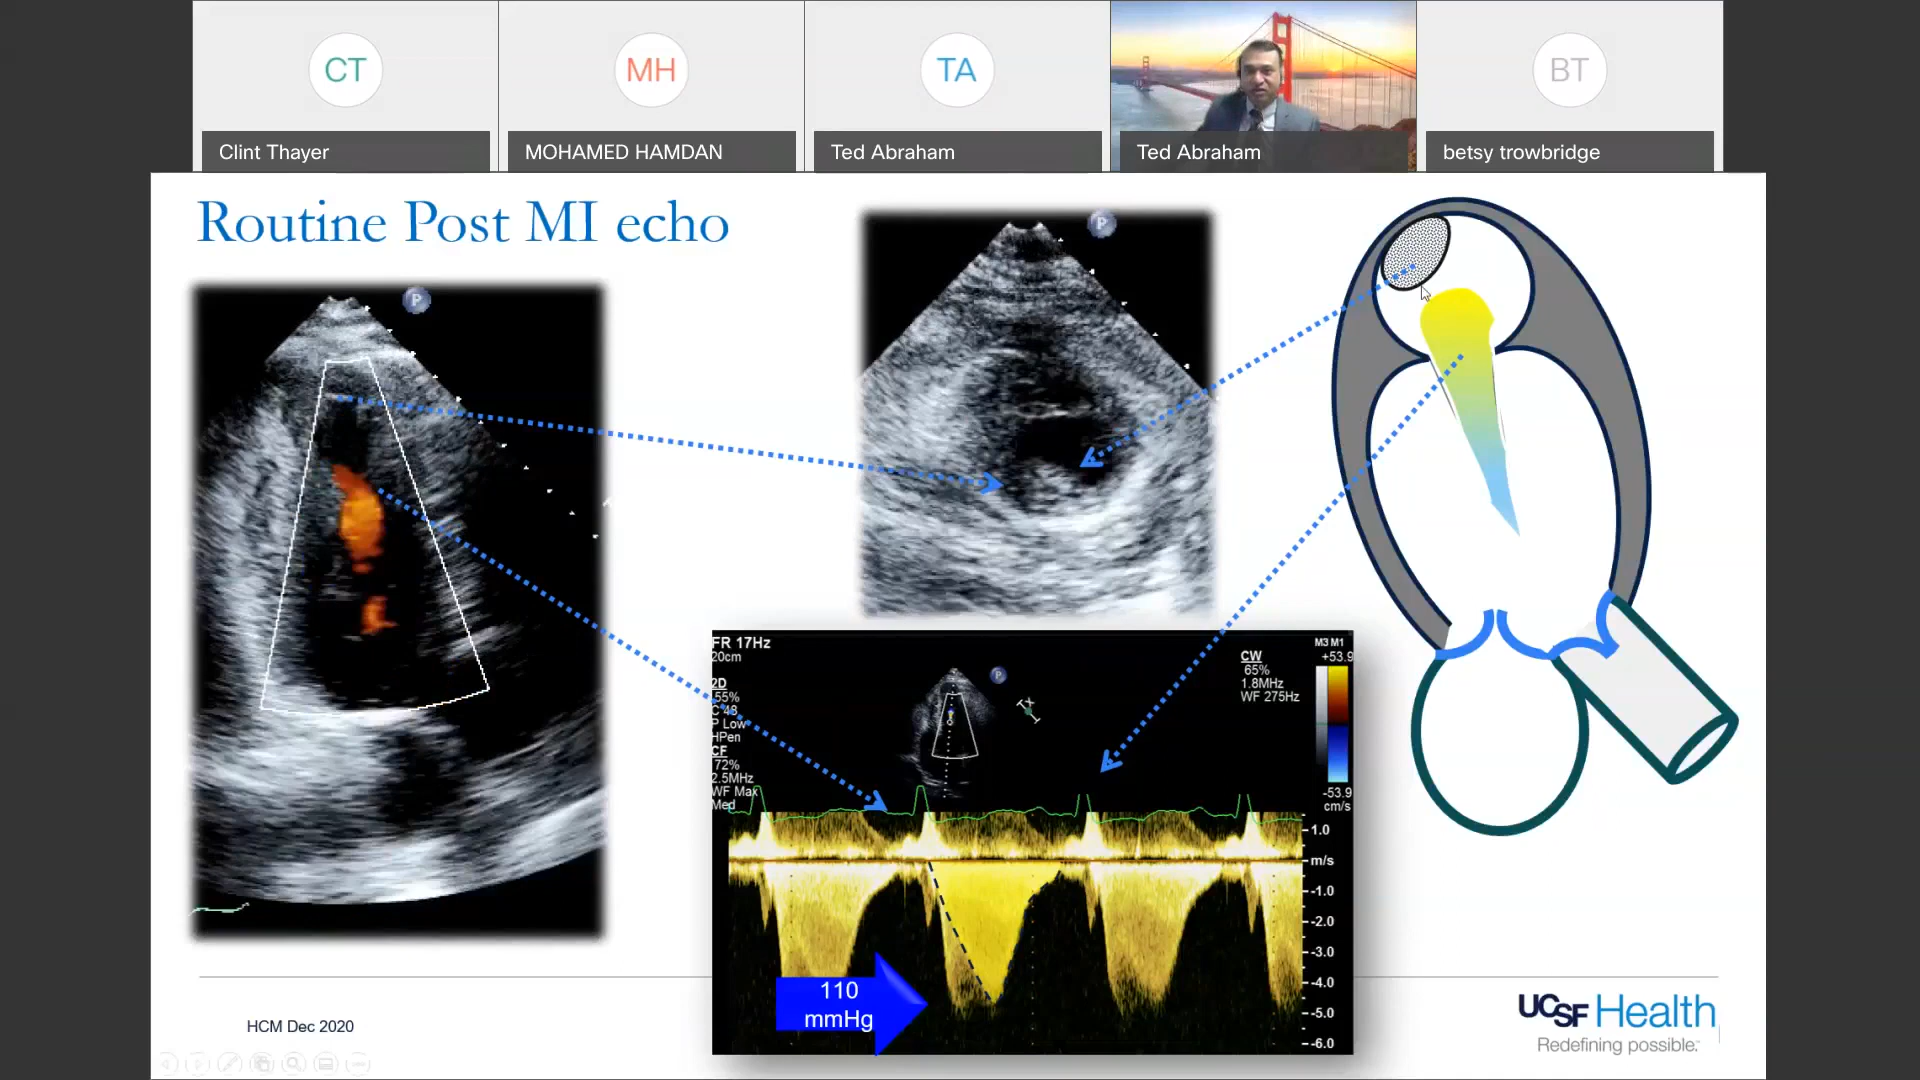 CT
MH
TA
BT
Clint Thayer
MOHAMED HAMDAN
Ted Abraham
Ted Abraham
betsy trowbridge
Routine Post MI echo
P
P
FR 17Hz
20cm
2D
55%
C 48
P Low
HPen
CF
72%
2.5MHz
WF Max
Med
P
CW
65%
1.8MHz
WF 275Hz
M3 M1
+53.9
-53.9
cm/s
1.0
m/s
-1.0
-2.0
-3.0
-4.0
-5.0
-6.0
110
mmHg
HCM Dec 2020
UCSF Health
Redefining possible.